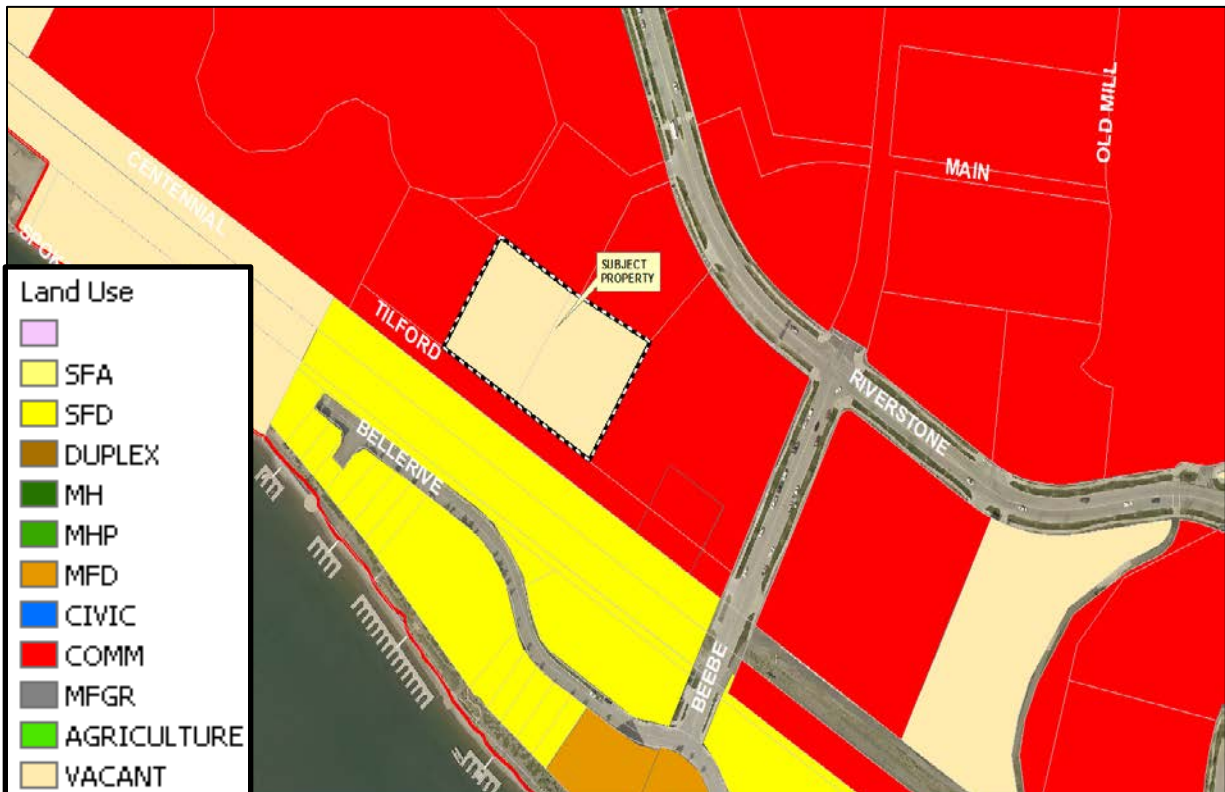 OLD MILL
MAIN
CENTENNIAL
SPOK
SUBJECT
PROPERTY
TILFORD
RIVERSTONE
BELLERIVE
BEEBE
Land Use
SFA
SFD
DUPLEX
MH
MHP
MFD
CIVIC
COMM
MFGR
AGRICULTURE
VACANT